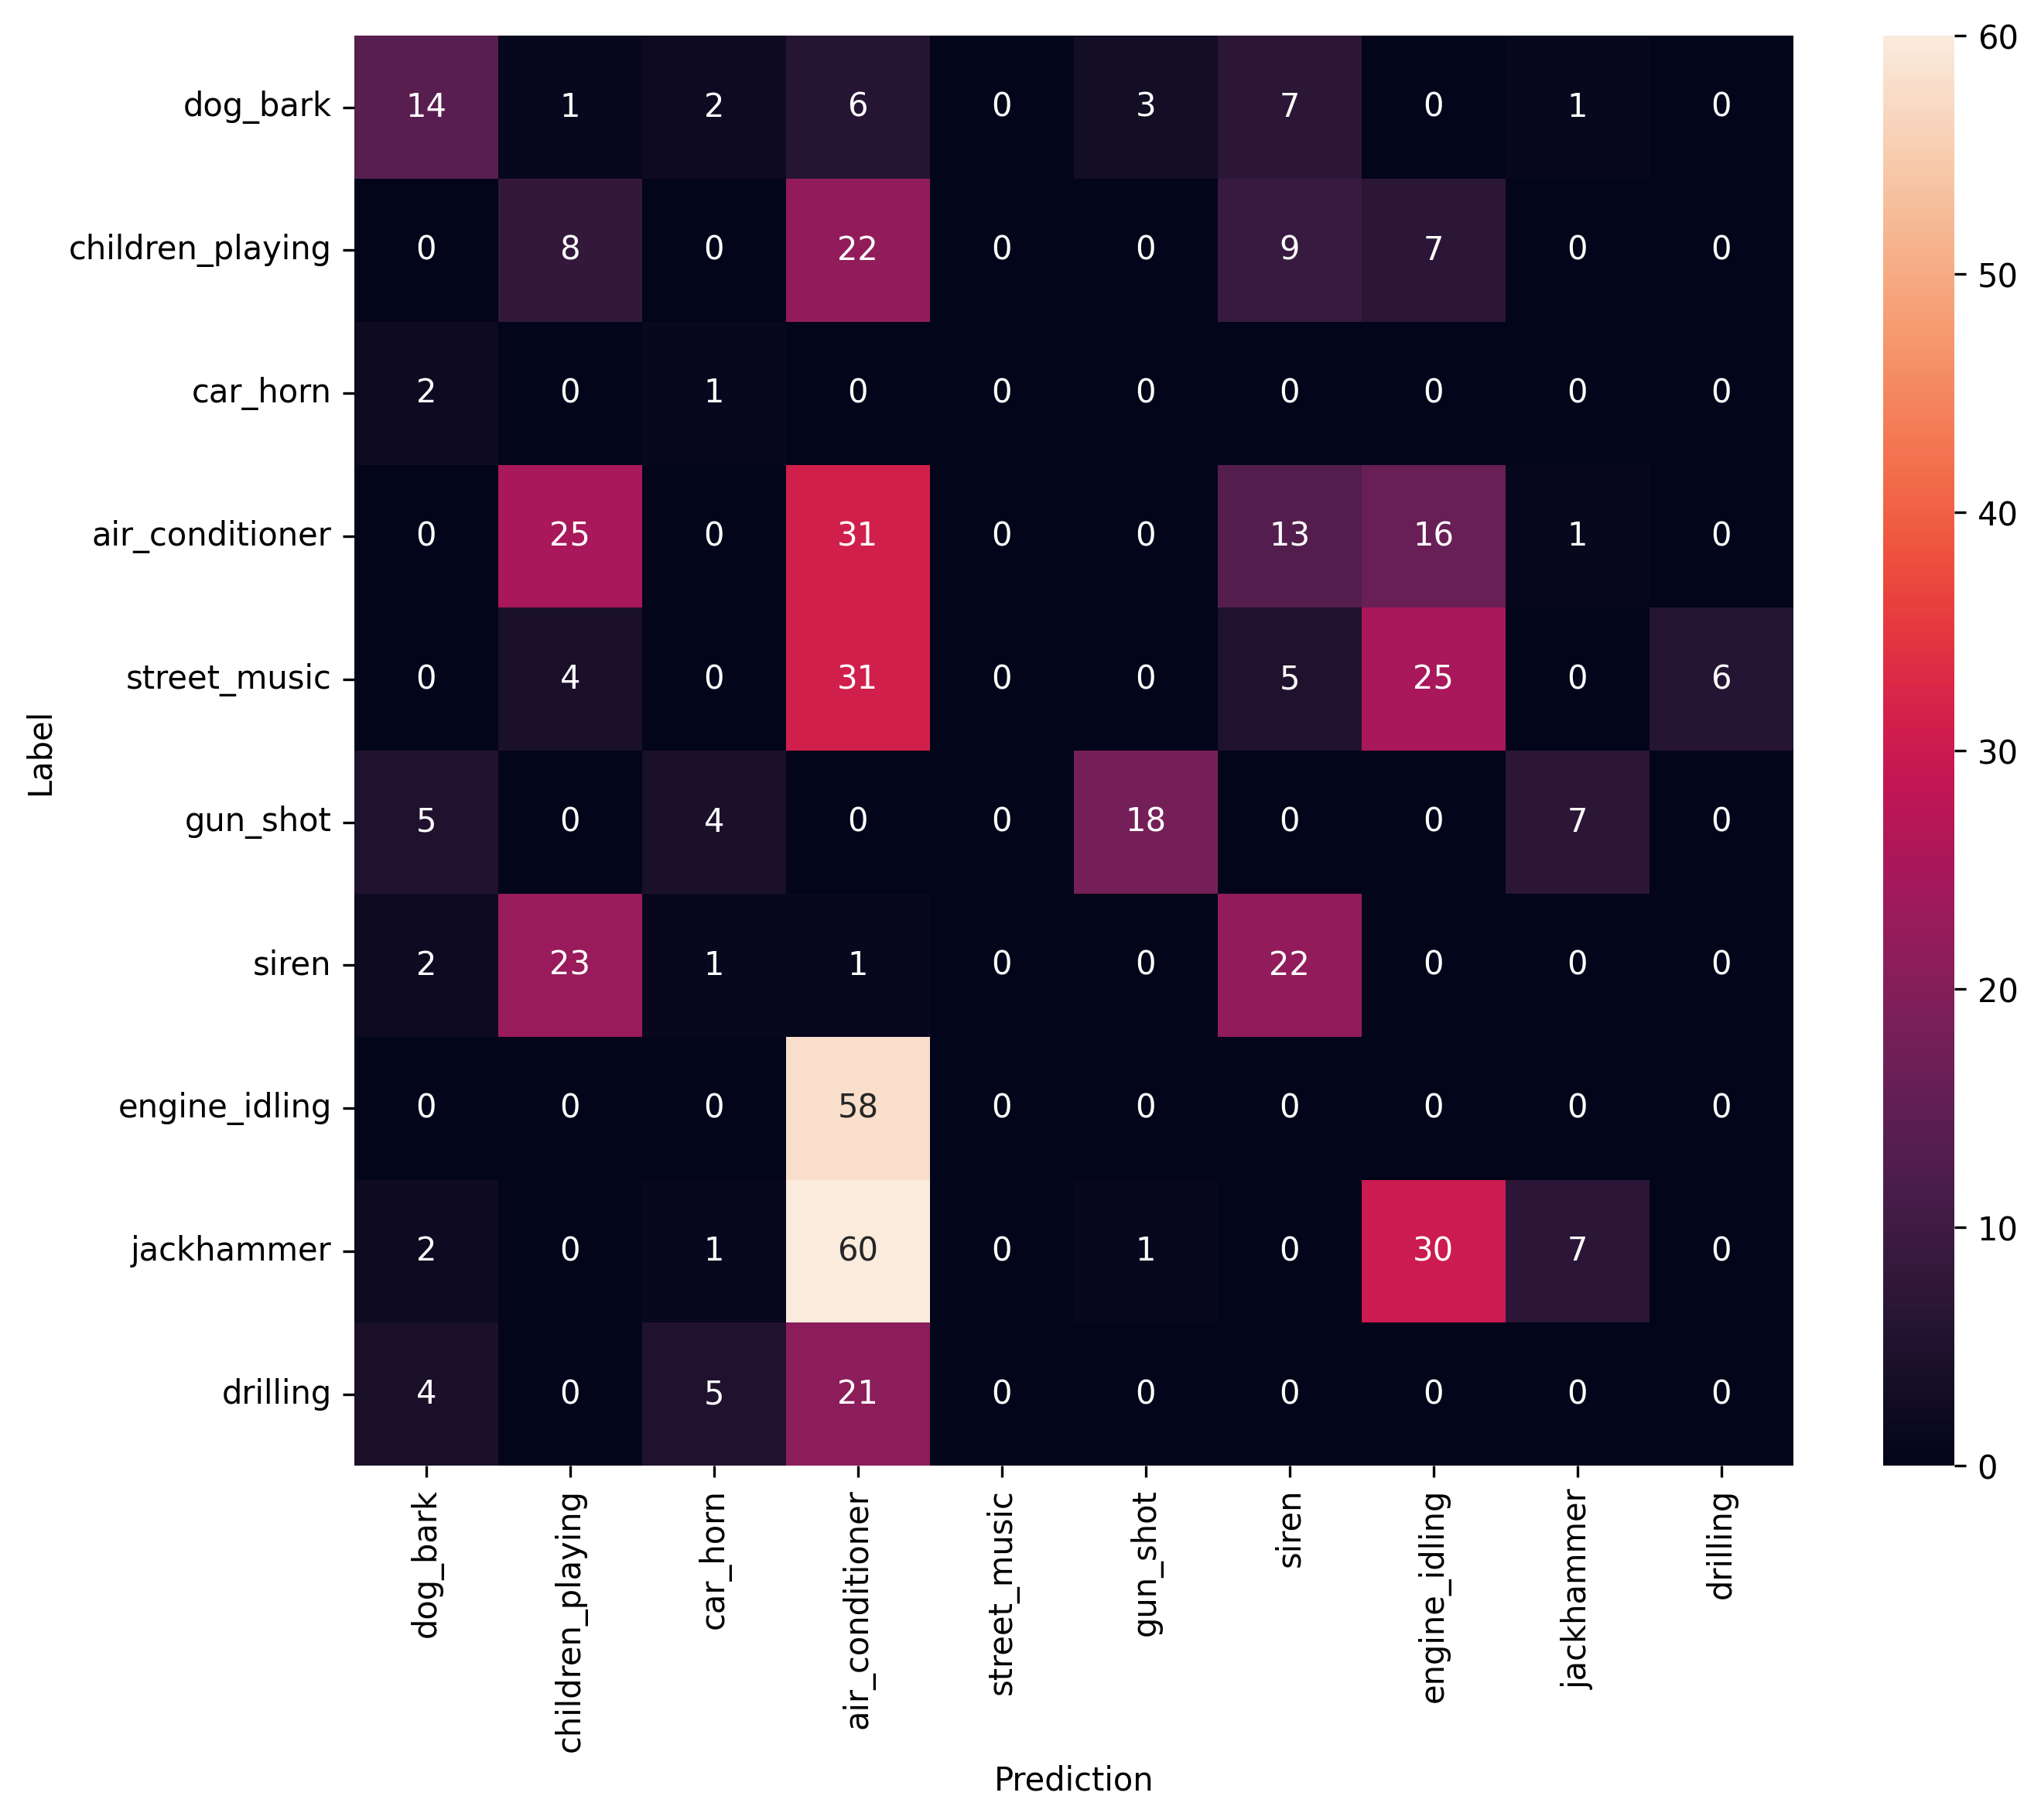 dog_bark 14 1 2 6 0 3 7 0 1 0
children_playing 0 8 0 22 0 0 9 7 0 0
car_horn 2 0 1 0 0 0 0 0 0 0
air_conditioner 0 25 0 31 0 0 13 16 1 0
street_music 0 4 0 31 0 0 5 25 0 6
gun_shot 5 0 4 0 0 18 0 0 7 0
siren 2 23 1 1 0 0 22 0 0 0
engine_idling 0 0 0 58 0 0 0 0 0 0
jackhammer 2 0 1 60 0 1 0 30 7 0
drilling 4 0 5 21 0 0 0 0 0 0
Label
dog_bark
children_playing
car_horn
air_conditioner
street_music
gun_shot
siren
engine_idling
jackhammer
drilling
Prediction
60
50
40
30
20
10
0